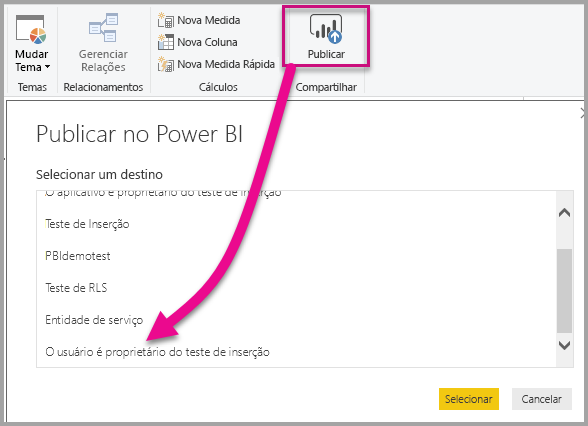 Mudar
Tema
Gerenciar
Relações
Nova Medida
Nova Coluna
Nova Medida Rápida
Publicar
Temas
Relacionamentos
Cálculos
Compartilhar
Publicar no Power BI
Selecionar um destino
O aplicativo é proprietário do teste de inserção
Teste de Inserção
PBIdemotest
Teste de RLS
Entidade de serviço
O usuário é proprietário do teste de inserção
Selecionar
Cancelar